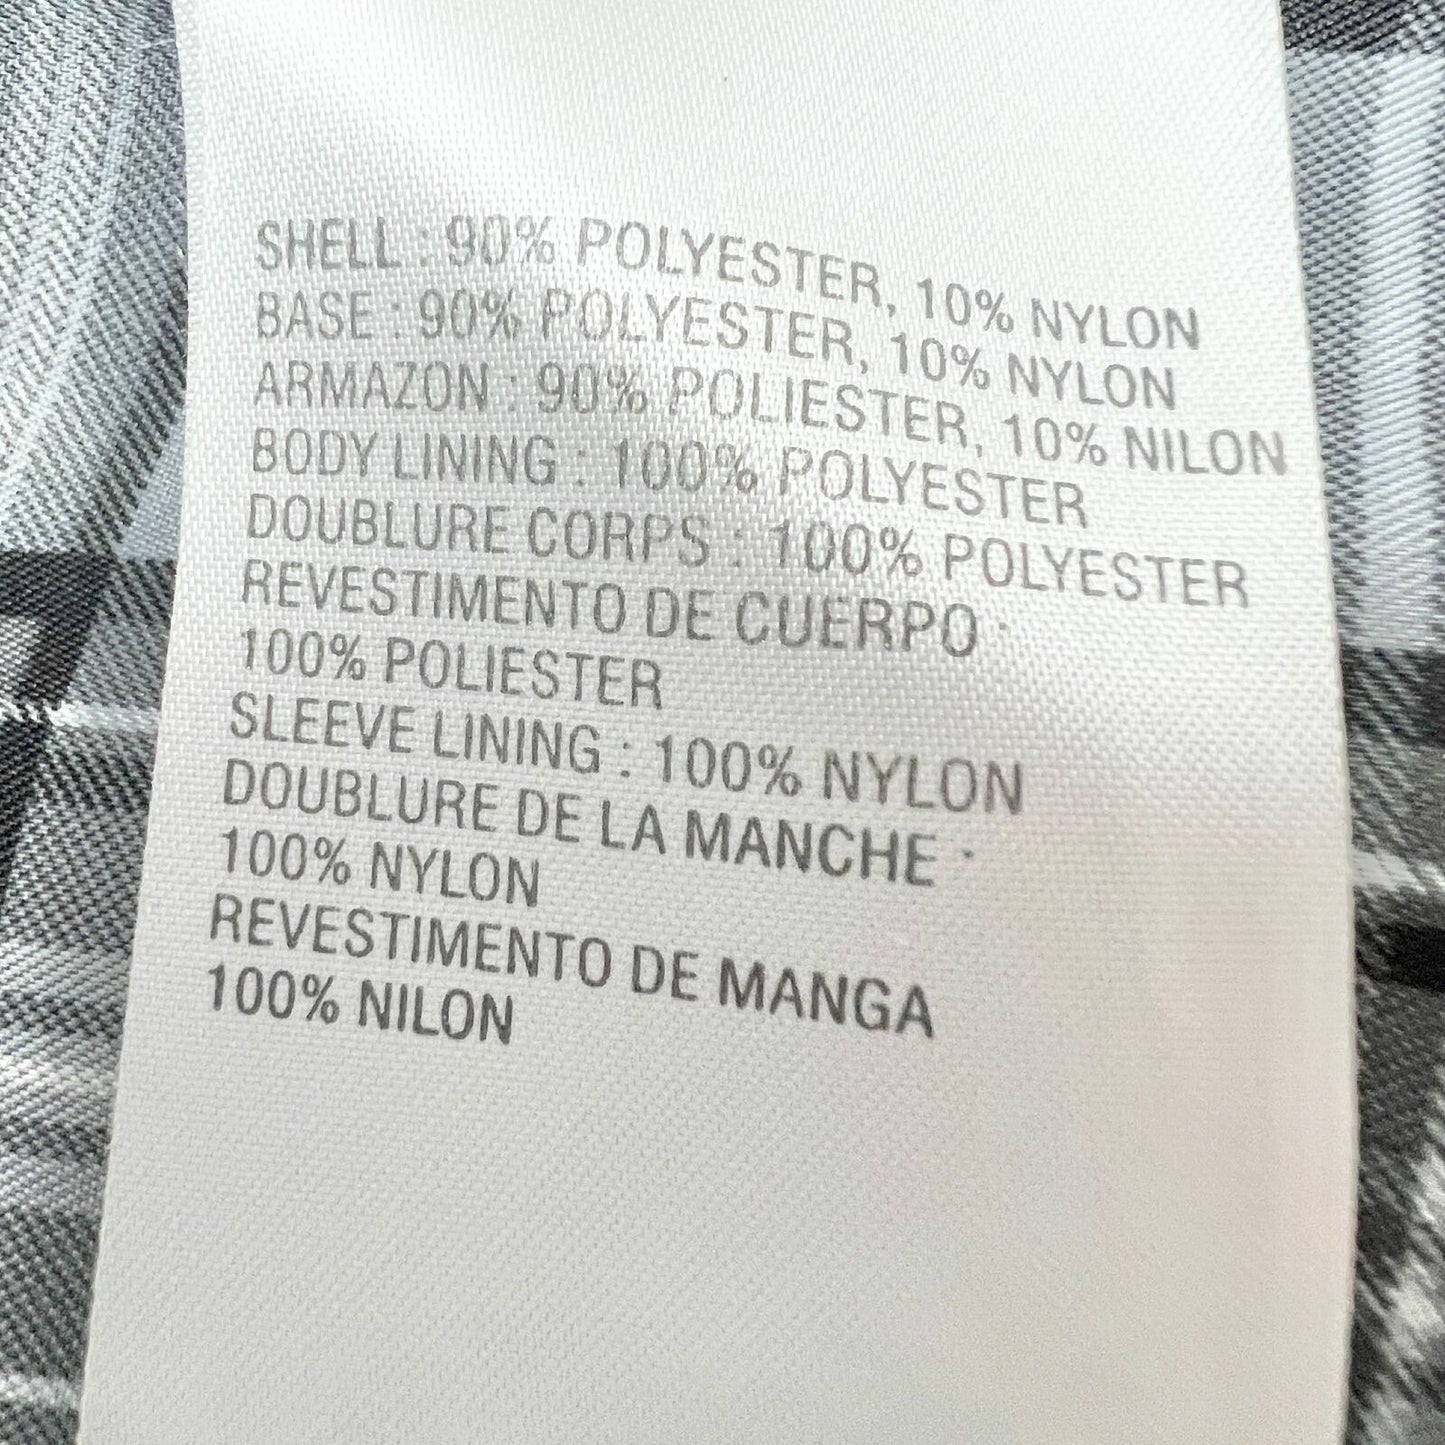 SHELL : 90% POLYESTER, 10% NYLON
BASE : 90% POLYESTER, 10% NYLON
ARMAZON : 90% POLIESTER, 10% NILON
BODY LINING : 100% POLYESTER
DOUBLURE CORPS : 100% POLYESTER
REVESTIMENTO DE CUERPO :
100% POLIESTER
SLEEVE LINING : 100% NYLON
DOUBLURE DE LA MANCHE :
100% NYLON
REVESTIMENTO DE MANGA
100% NILON